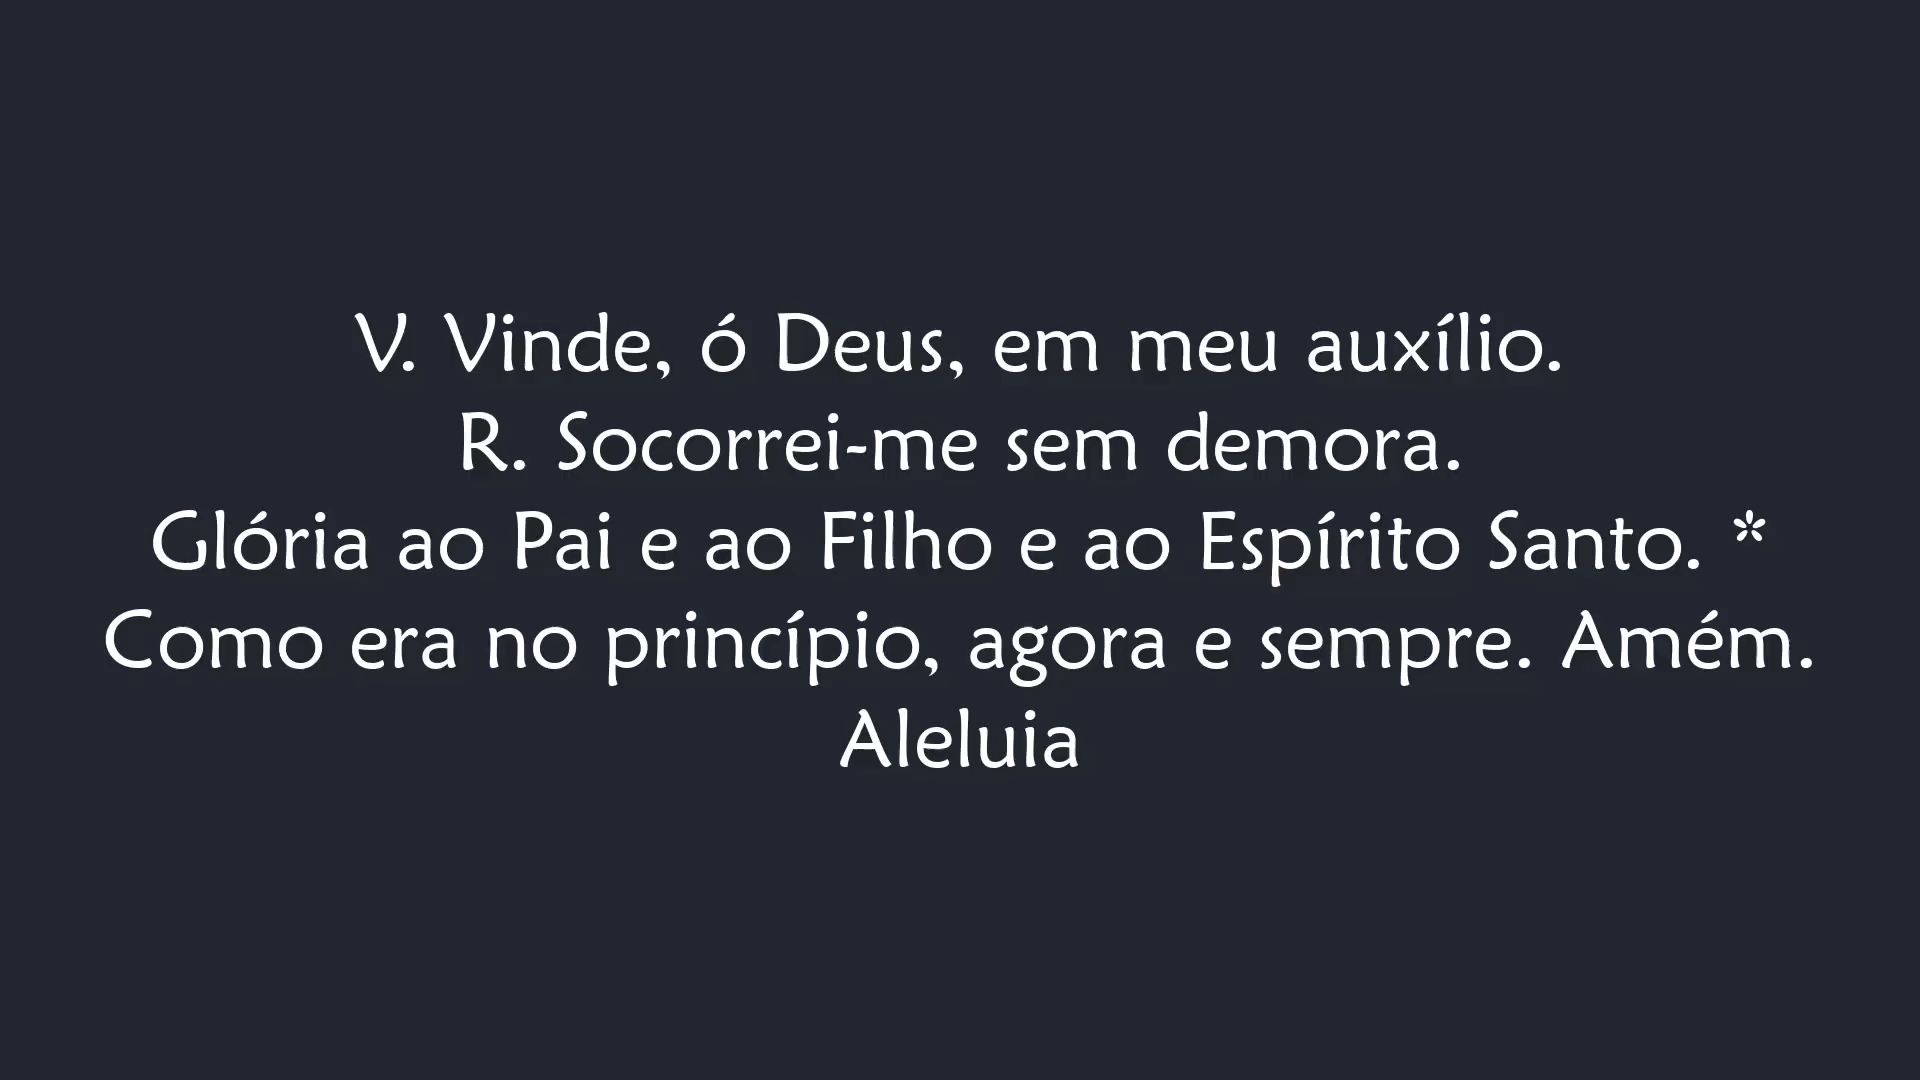 V. Vinde, ó Deus, em meu auxílio.
R. Socorrei-me sem demora.
Glória ao Pai e ao Filho e ao Espírito Santo. *
Como era no princípio, agora e sempre. Amém.
Aleluia